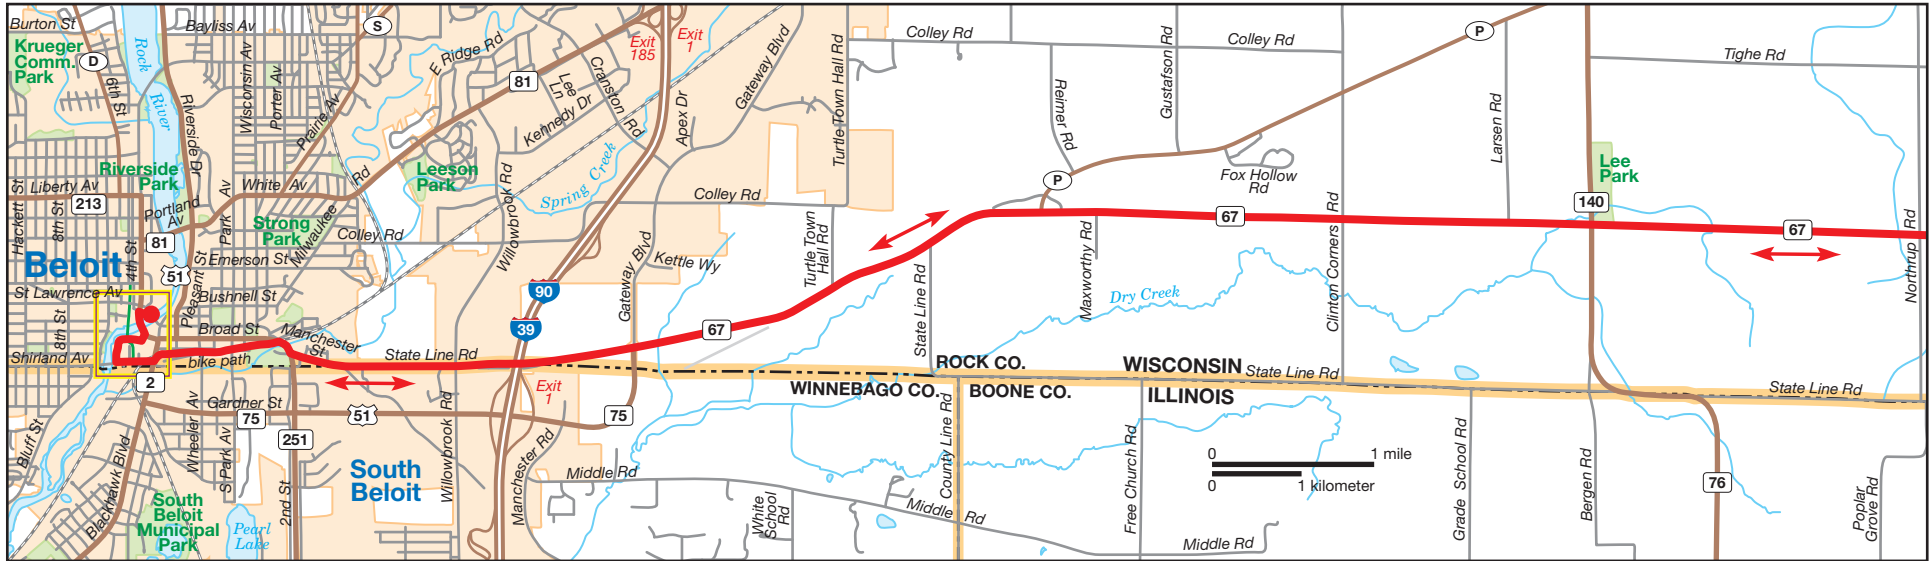 Burton St
Bayliss Av
S
Krueger
Comm.
Park
D
Rock
River
6th St
Riverside Dr
Wisconsin Av
Porter Av
Prairie Av
E Ridge Rd
81
Lee
Ln
Kennedy Dr
Cranston Rd
Exit
185
Exit
1
Apex Dr
Gateway Blvd
Turtle Town Hall Rd
Colley Rd
Reimer Rd
Gustafson Rd
Colley Rd
P
Larsen Rd
Tighe Rd
Riverside
Park
Hackett St
Liberty Av
213
8th St
Portland
Av
Park Av
White Av
Milwaukee Rd
Strong
Park
Leeson
Park
Spring Creek
Willowbrook Rd
Colley Rd
Colley Rd
P
Fox Hollow
Rd
Lee
Park
140
67
67
Clinton Corners Rd
Northrup Rd
Beloit
4th St
81
51
Pleasant St
Emerson St
Bushnell St
St Lawrence Av
8th St
Broad St
Manchester
St
Shirland Av
bike path
State Line Rd
90
39
Gateway Blvd
Kettle Wy
Turtle Town
Hall Rd
67
State Line Rd
Maxworthy Rd
Dry Creek
ROCK CO.
WISCONSIN
State Line Rd
State Line Rd
WINNEBAGO CO.
BOONE CO.
ILLINOIS
2
Gardner St
75
51
251
Exit
1
75
Bluff St
Blackhawk Blvd
Wheeler Av
S Park Av
2nd St
South
Beloit
Willowbrook Rd
Manchester Rd
Middle Rd
White
School
Rd
County Line Rd
Middle Rd
Free Church Rd
Middle Rd
0
1 mile
0
1 kilometer
Grade School Rd
Bergen Rd
76
Poplar
Grove Rd
South
Beloit
Municipal
Park
Pearl
Lake